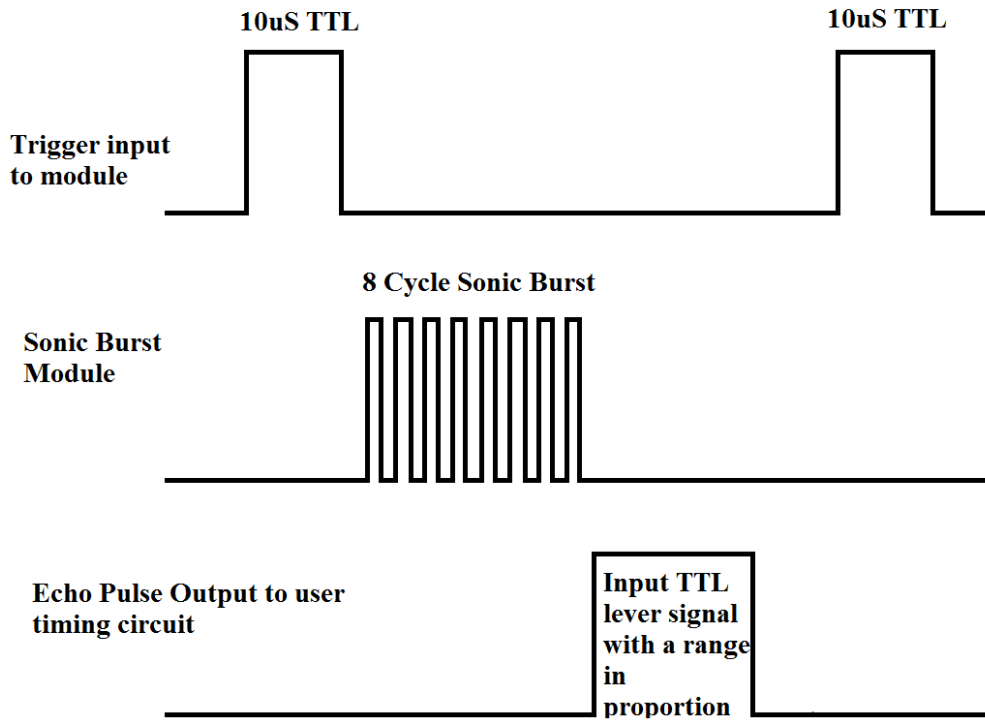 10uS TTL
10uS TTL
Trigger input
to module
8 Cycle Sonic Burst
Sonic Burst
Module
Echo Pulse Output to user
timing circuit
Input TTL
lever signal
with a range
in
proportion